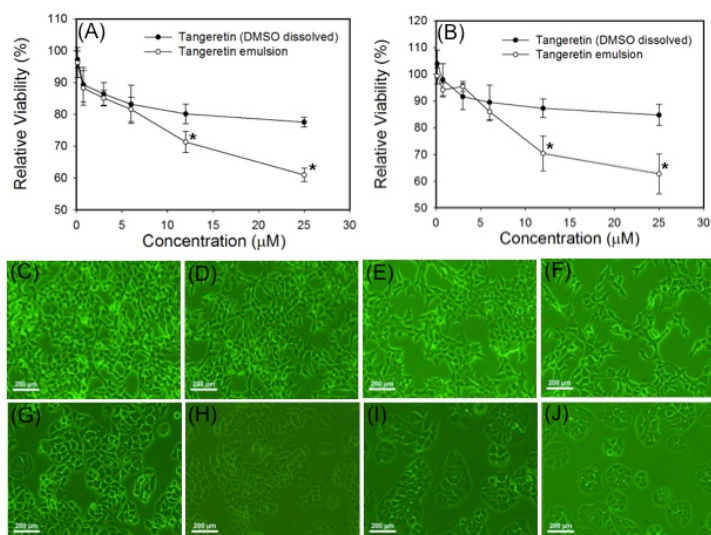 (A)
Tangeretin (DMSO dissolved)
Tangeretin emulsion
Relative Viability (%)
100
90
80
70
60
50
*
*
0 5 10 15 20 25 30
Concentration (μM)
(B)
Tangeretin (DMSO dissolved)
Tangeretin emulsion
Relative Viability (%)
120
110
100
90
80
70
60
50
*
*
0 5 10 15 20 25 30
Concentration (μM)
(C) (D) (E) (F)
200 μm 200 μm 200 μm 200 μm
(G) (H) (I) (J)
200 μm 200 μm 200 μm 200 μm